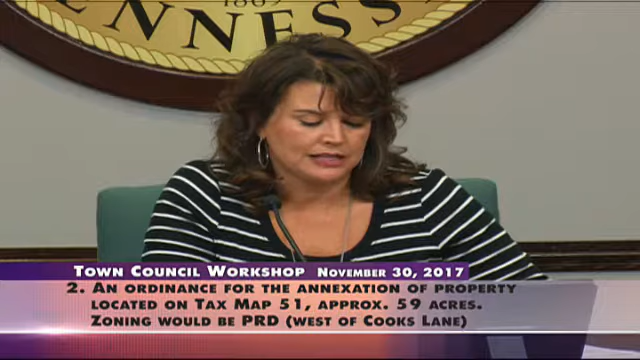 1869
ENNESS
TOWN COUNCIL WORKSHOP NOVEMBER 30, 2017
2. AN ORDINANCE FOR THE ANNEXATION OF PROPERTY
LOCATED ON TAX MAP 51, APPROX. 59 ACRES.
ZONING WOULD BE PRD (WEST OF COOKS LANE)